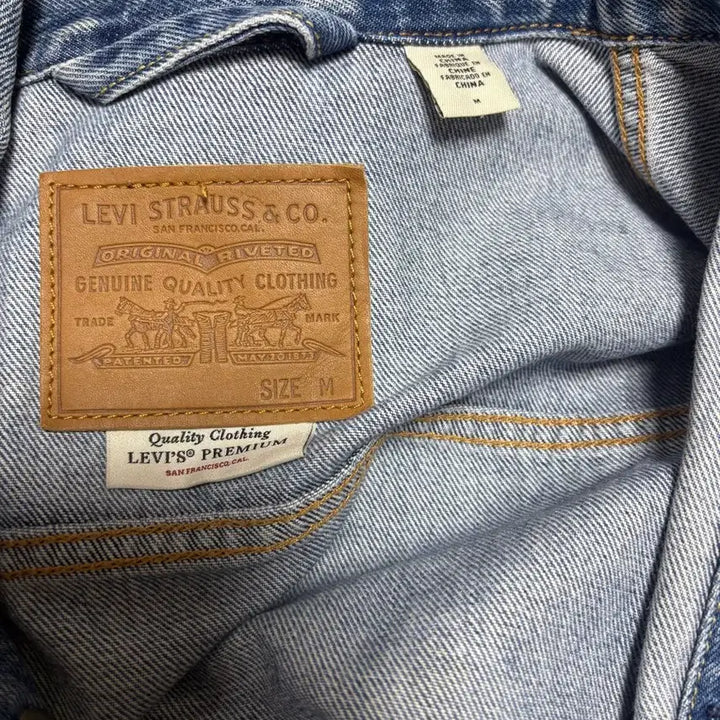 MADE IN
CHINA
FABRIQUÉ EN
CHINE
FABRICADO EN
CHINA
M
LEVI STRAUSS & CO.
SAN FRANCISCO, CAL.
ORIGINAL RIVETED
GENUINE QUALITY CLOTHING
TRADE MARK
PATENTED MAY 20 1873
SIZE M
Quality Clothing
LEVI'S® PREMIUM
SAN FRANCISCO, CAL.